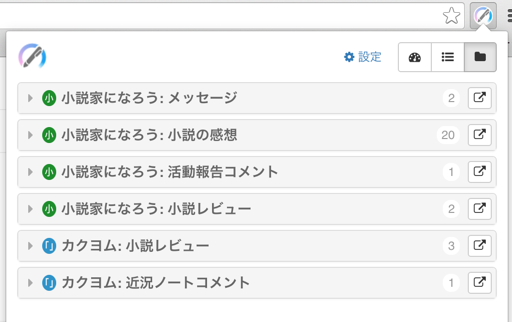 設定
小説家になろう: メッセージ 2
小説家になろう: 小説の感想 20
小説家になろう: 活動報告コメント 1
小説家になろう: 小説レビュー 2
カクヨム: 小説レビュー 3
カクヨム: 近況ノートコメント 1